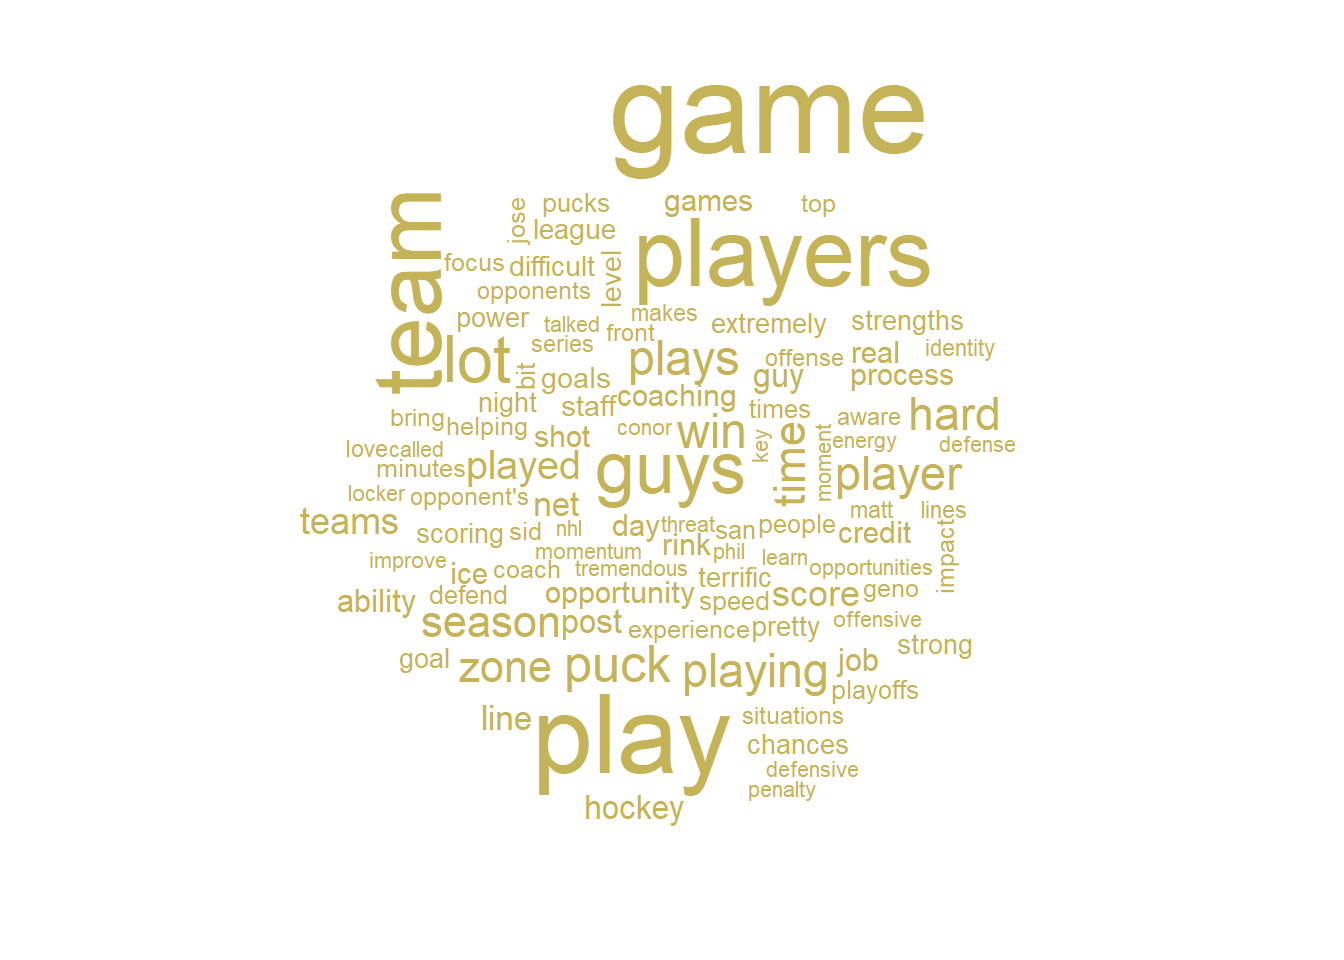 game
team
jose
pucks
games
top
league
players
focus
difficult
level
opponents
power
talked
front
makes
extremely
strengths
lot
series
plays
offense
real
identity
bit
goals
guy
process
night
staff
coaching
times
aware
hard
bring
helping
shot
conor
win
key
time
moment
energy
defense
love
called
minutes
played
guys
player
locker
opponent's
net
matt
lines
teams
scoring
sid
nhl
day
threat
san
people
credit
impact
improve
momentum
rink
phil
learn
opportunities
ice
coach
tremendous
terrific
ability
defend
opportunity
speed
score
geno
season
post
experience
pretty
offensive
strong
goal
zone
puck
playing
job
playoffs
line
play
situations
chances
defensive
penalty
hockey